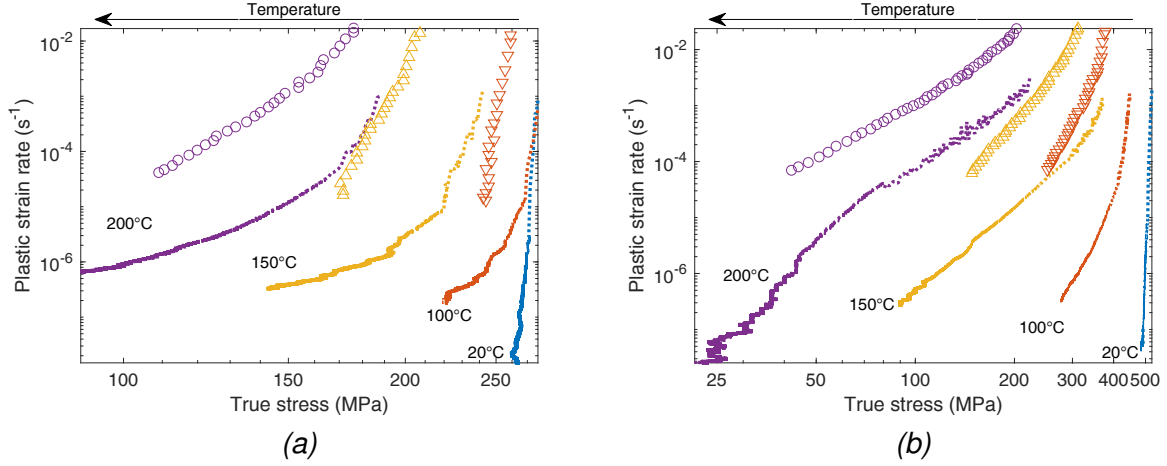 Temperature
10⁻²
10⁻⁴
10⁻⁶
Plastic strain rate (s⁻¹)
200°C
150°C
100°C
20°C
100
150
200
250
True stress (MPa)
(a)
Temperature
10⁻²
10⁻⁴
10⁻⁶
Plastic strain rate (s⁻¹)
200°C
150°C
100°C
20°C
25
50
100
200
300
400
500
True stress (MPa)
(b)